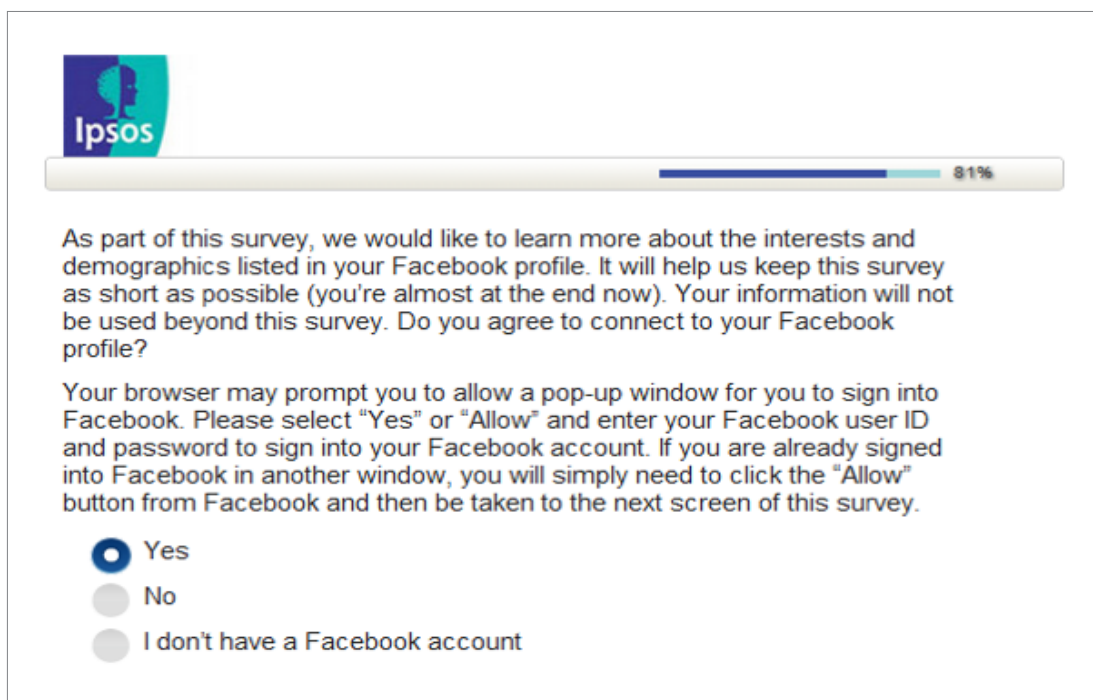 Ipsos
81%
As part of this survey, we would like to learn more about the interests and
demographics listed in your Facebook profile. It will help us keep this survey
as short as possible (you're almost at the end now). Your information will not
be used beyond this survey. Do you agree to connect to your Facebook
profile?
Your browser may prompt you to allow a pop-up window for you to sign into
Facebook. Please select “Yes” or “Allow” and enter your Facebook user ID
and password to sign into your Facebook account. If you are already signed
into Facebook in another window, you will simply need to click the “Allow”
button from Facebook and then be taken to the next screen of this survey.
Yes
No
I don't have a Facebook account